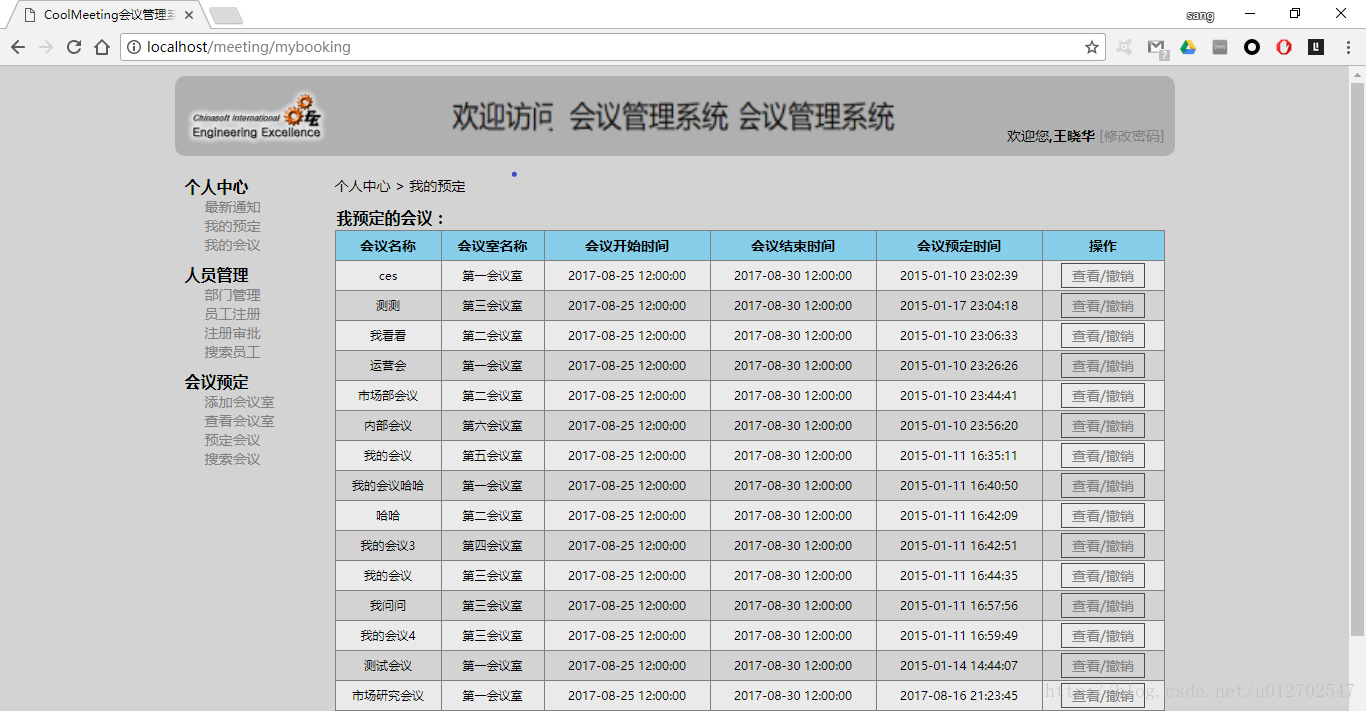 CoolMeeting会议管理系
sang
localhost/meeting/mybooking
Chinasoft International
Engineering Excellence
欢迎访问 会议管理系统 会议管理系统
欢迎您,王晓华 [修改密码]
个人中心
最新通知
我的预定
我的会议
人员管理
部门管理
员工注册
注册审批
搜索员工
会议预定
添加会议室
查看会议室
预定会议
搜索会议
个人中心 > 我的预定
我预定的会议：
会议名称 会议室名称 会议开始时间 会议结束时间 会议预定时间 操作
ces 第一会议室 2017-08-25 12:00:00 2017-08-30 12:00:00 2015-01-10 23:02:39 查看/撤销
测测 第三会议室 2017-08-25 12:00:00 2017-08-30 12:00:00 2015-01-17 23:04:18 查看/撤销
我看看 第二会议室 2017-08-25 12:00:00 2017-08-30 12:00:00 2015-01-10 23:06:33 查看/撤销
运营会 第一会议室 2017-08-25 12:00:00 2017-08-30 12:00:00 2015-01-10 23:26:26 查看/撤销
市场部会议 第二会议室 2017-08-25 12:00:00 2017-08-30 12:00:00 2015-01-10 23:44:41 查看/撤销
内部会议 第六会议室 2017-08-25 12:00:00 2017-08-30 12:00:00 2015-01-10 23:56:20 查看/撤销
我的会议 第五会议室 2017-08-25 12:00:00 2017-08-30 12:00:00 2015-01-11 16:35:11 查看/撤销
我的会议哈哈 第一会议室 2017-08-25 12:00:00 2017-08-30 12:00:00 2015-01-11 16:40:50 查看/撤销
哈哈 第二会议室 2017-08-25 12:00:00 2017-08-30 12:00:00 2015-01-11 16:42:09 查看/撤销
我的会议3 第四会议室 2017-08-25 12:00:00 2017-08-30 12:00:00 2015-01-11 16:42:51 查看/撤销
我的会议 第三会议室 2017-08-25 12:00:00 2017-08-30 12:00:00 2015-01-11 16:44:35 查看/撤销
我问问 第三会议室 2017-08-25 12:00:00 2017-08-30 12:00:00 2015-01-11 16:57:56 查看/撤销
我的会议4 第三会议室 2017-08-25 12:00:00 2017-08-30 12:00:00 2015-01-11 16:59:49 查看/撤销
测试会议 第一会议室 2017-08-25 12:00:00 2017-08-30 12:00:00 2015-01-14 14:44:07 查看/撤销
市场研究会议 第一会议室 2017-08-25 12:00:00 2017-08-30 12:00:00 2017-08-16 21:23:45 查看/撤销
https://blog.csdn.net/u012702547